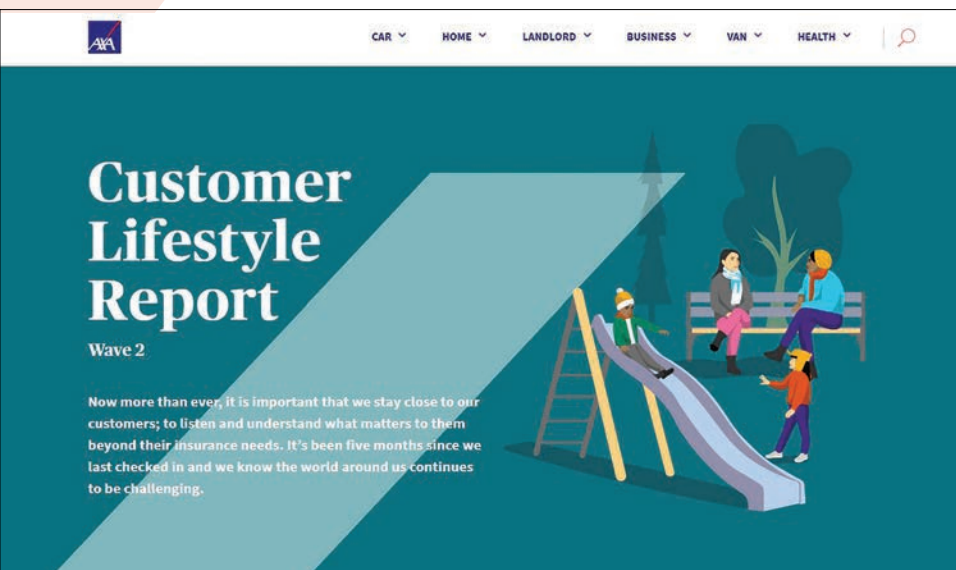 AXA
CAR HOME LANDLORD BUSINESS VAN HEALTH
Customer
Lifestyle
Report
Wave 2
Now more than ever, it is important that we stay close to our
customers; to listen and understand what matters to them
beyond their insurance needs. It's been five months since we
last checked in and we know the world around us continues
to be challenging.